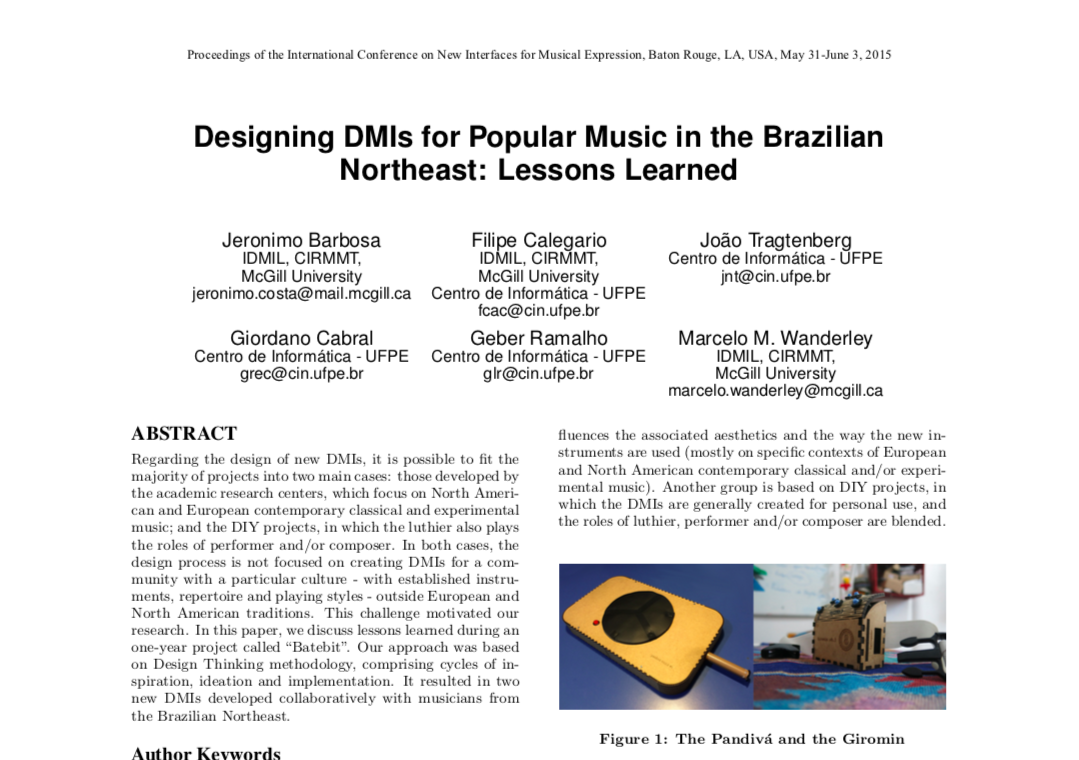 Proceedings of the International Conference on New Interfaces for Musical Expression, Baton Rouge, LA, USA, May 31-June 3, 2015
Designing DMIs for Popular Music in the Brazilian
Northeast: Lessons Learned
Jeronimo Barbosa
IDMIL, CIRMMT,
McGill University
jeronimo.costa@mail.mcgill.ca
Filipe Calegario
IDMIL, CIRMMT,
McGill University
Centro de Informática - UFPE
fcac@cin.ufpe.br
João Tragtenberg
Centro de Informática - UFPE
jnt@cin.ufpe.br
Giordano Cabral
Centro de Informática - UFPE
grec@cin.ufpe.br
Geber Ramalho
Centro de Informática - UFPE
glr@cin.ufpe.br
Marcelo M. Wanderley
IDMIL, CIRMMT,
McGill University
marcelo.wanderley@mcgill.ca
ABSTRACT
Regarding the design of new DMIs, it is possible to fit the
majority of projects into two main cases: those developed by
the academic research centers, which focus on North Ameri-
can and European contemporary classical and experimental
music; and the DIY projects, in which the luthier also plays
the roles of performer and/or composer. In both cases, the
design process is not focused on creating DMIs for a com-
munity with a particular culture - with established instru-
ments, repertoire and playing styles - outside European and
North American traditions. This challenge motivated our
research. In this paper, we discuss lessons learned during an
one-year project called “Batebit”. Our approach was based
on Design Thinking methodology, comprising cycles of in-
spiration, ideation and implementation. It resulted in two
new DMIs developed collaboratively with musicians from
the Brazilian Northeast.
Author Keywords
fluences the associated aesthetics and the way the new in-
struments are used (mostly on specific contexts of European
and North American contemporary classical and/or experi-
mental music). Another group is based on DIY projects, in
which the DMIs are generally created for personal use, and
the roles of luthier, performer and/or composer are blended.
Figure 1: The Pandivá and the Giromin